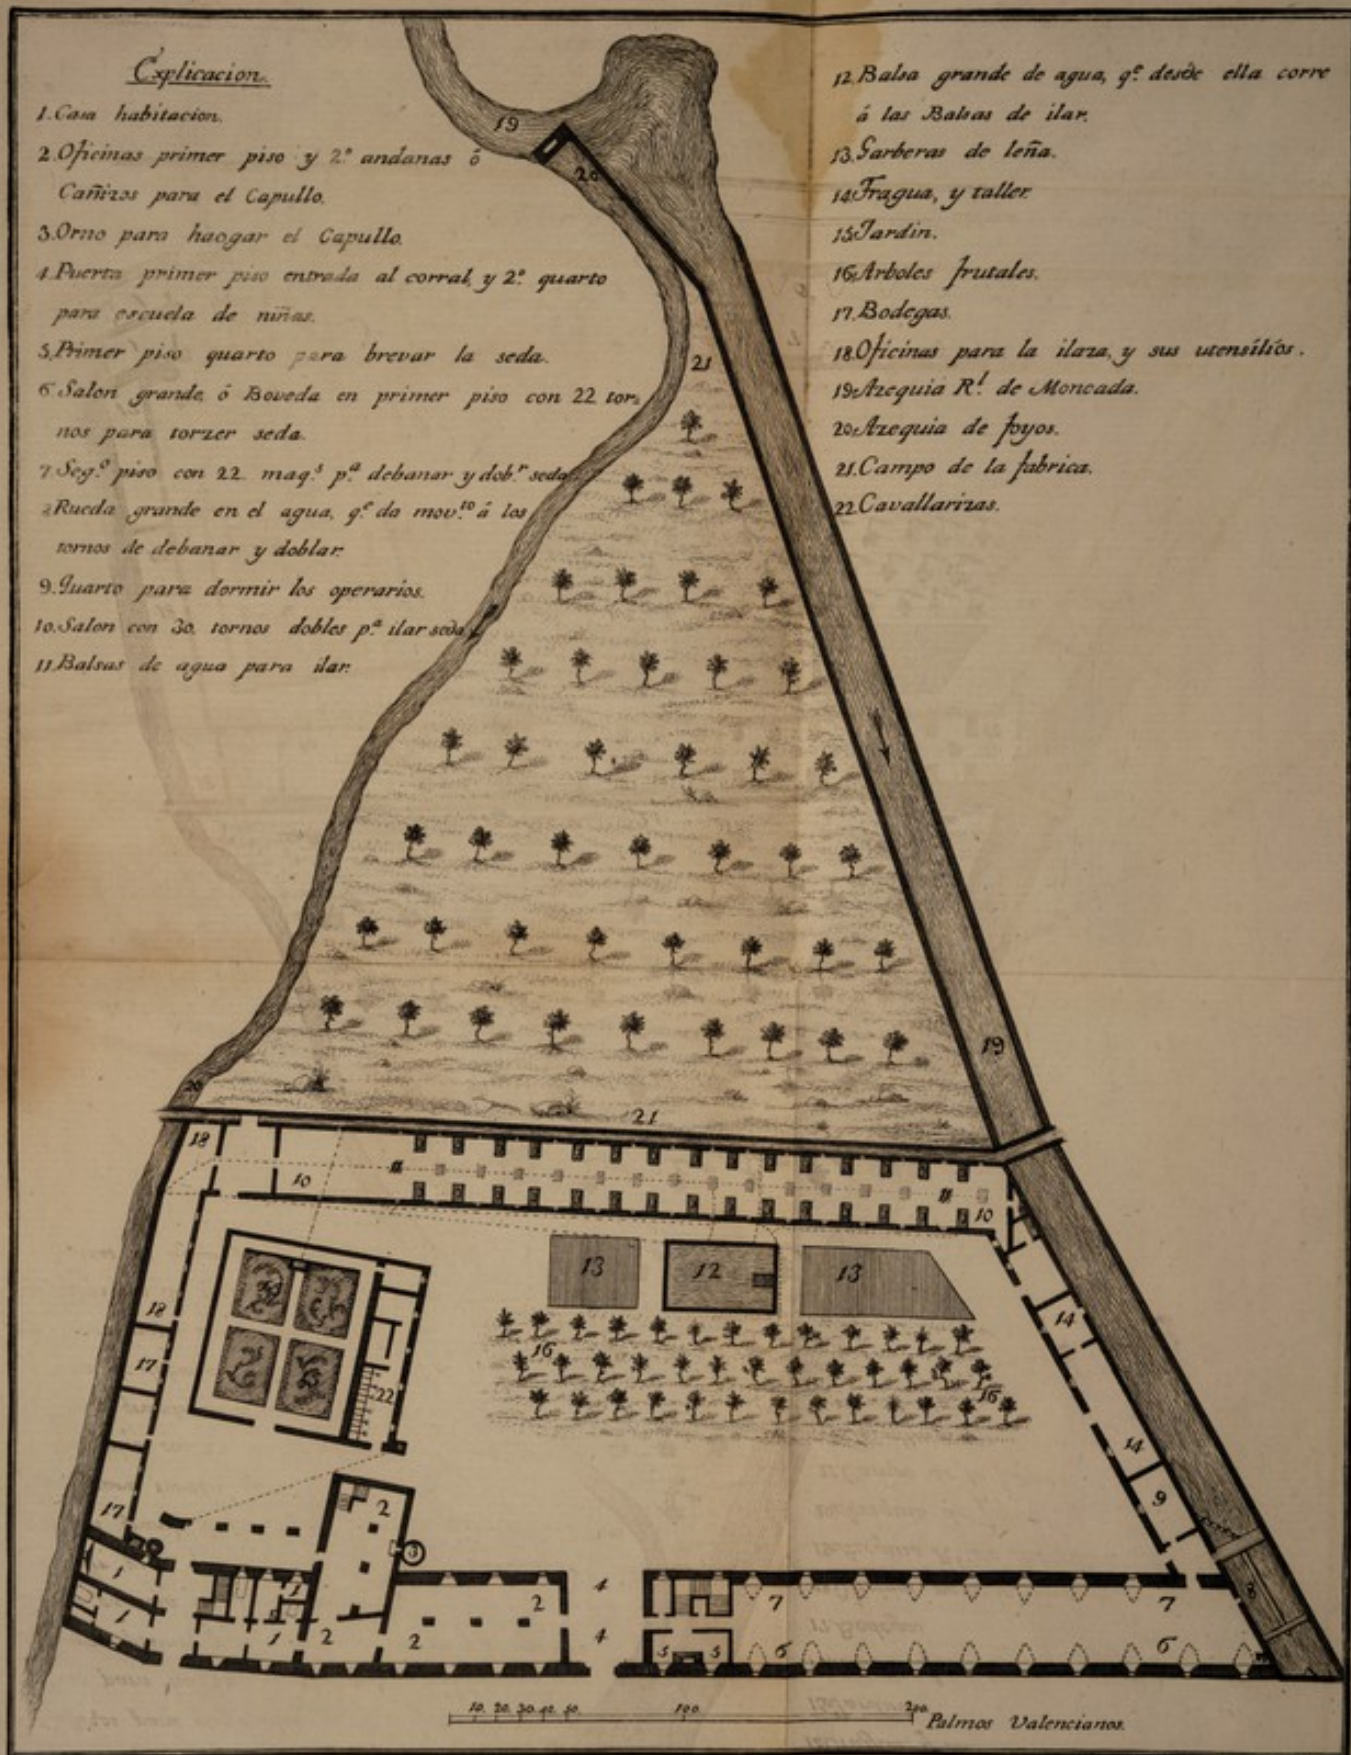 Explicacion.
1. Casa habitacion.
2. Oficinas primer piso y 2.º andanas ó
Cañizos para el Capullo.
3. Orno para haogar el Capullo.
4. Puerta primer piso entrada al corral, y 2.º quarto
para escuela de niñas.
5. Primer piso quarto para brevar la seda.
6. Salon grande, ó Boveda en primer piso con 22 tor-
nos para torzer seda.
7. Seg.º piso con 22 maq.s p.a debanar y dob.r seda
Rueda grande en el agua, q.e da mov.to á los
tornos de debanar y doblar.
9. Quarto para dormir los operarios.
10. Salon con 30 tornos dobles p.a ilar seda
11. Balsas de agua para ilar.
12. Balsa grande de agua, q.e desde ella corre
á las Balsas de ilar.
13. Garberas de leña.
14. Fragua, y taller.
15. Jardin.
16. Arboles frutales.
17. Bodegas.
18. Oficinas para la ilaza, y sus utensílios.
19. Azequia R.l de Moncada.
20. Azequia de foyos.
21. Campo de la fabrica.
22. Cavallarizas.
19
20
21
19
20
21
18
10
11
11
10
13
12
13
18
14
16
17
22
16
14
17
2
9
3
1
1
2
4
7
7
8
1
1
2
2
4
5
5
6
6
10. 20. 30. 40. 50. 100. 200. Palmos Valencianos.